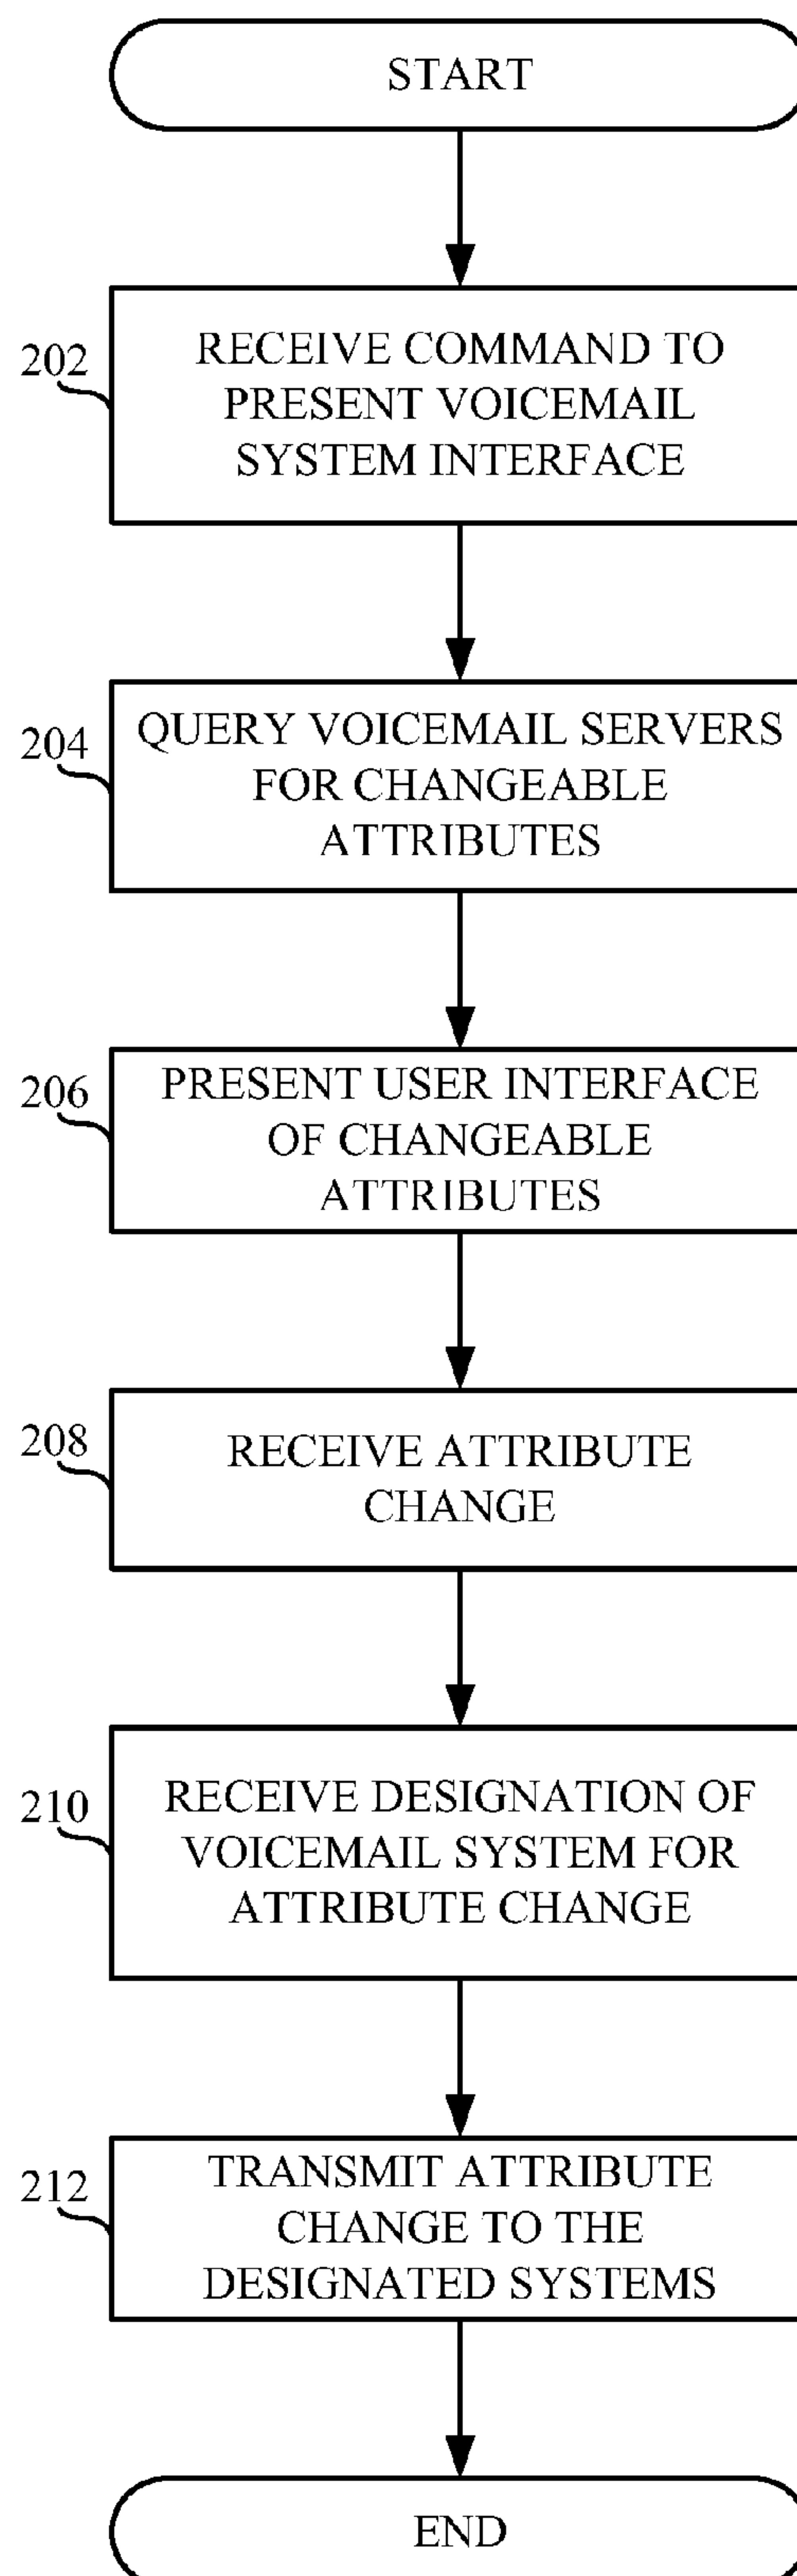 START
202
RECEIVE COMMAND TO
PRESENT VOICEMAIL
SYSTEM INTERFACE
204
QUERY VOICEMAIL SERVERS
FOR CHANGEABLE
ATTRIBUTES
206
PRESENT USER INTERFACE
OF CHANGEABLE
ATTRIBUTES
208
RECEIVE ATTRIBUTE
CHANGE
210
RECEIVE DESIGNATION OF
VOICEMAIL SYSTEM FOR
ATTRIBUTE CHANGE
212
TRANSMIT ATTRIBUTE
CHANGE TO THE
DESIGNATED SYSTEMS
END